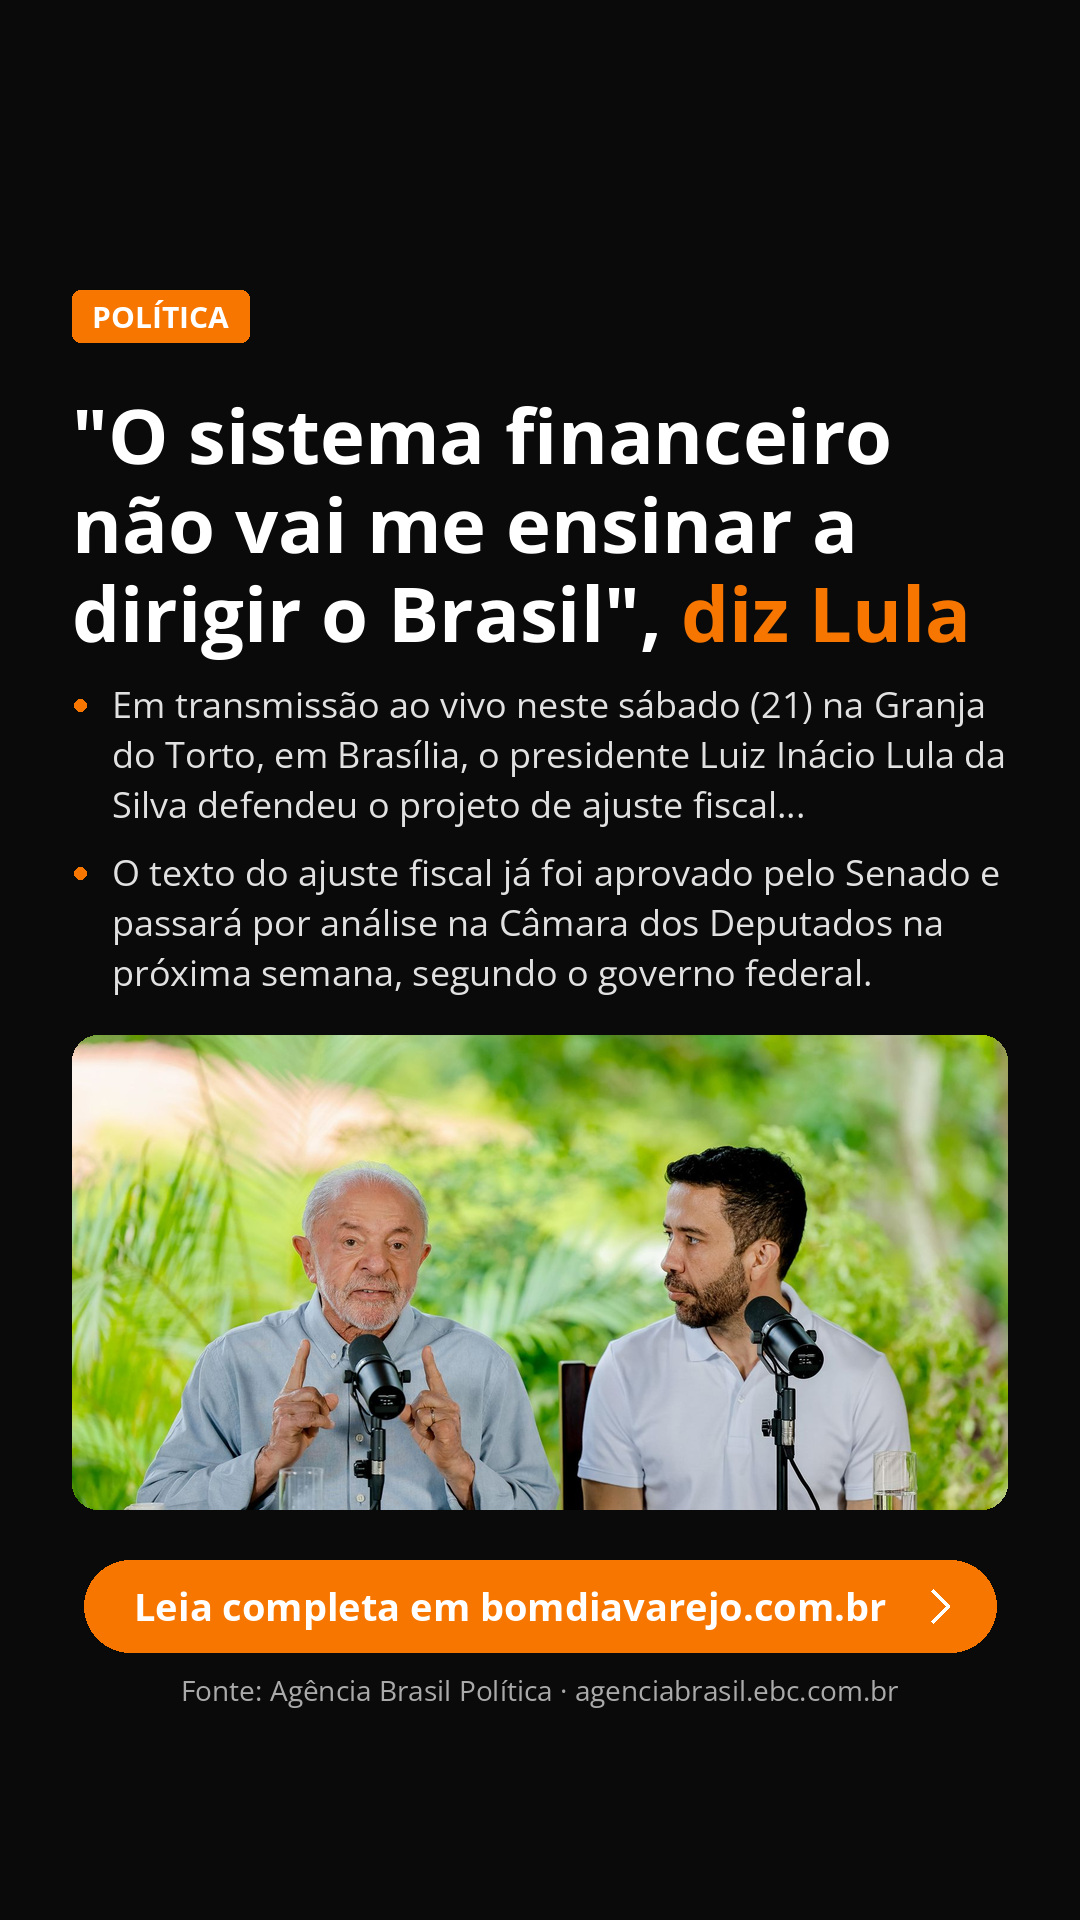 POLÍTICA
"O sistema financeiro
não vai me ensinar a
dirigir o Brasil", diz Lula
• Em transmissão ao vivo neste sábado (21) na Granja
do Torto, em Brasília, o presidente Luiz Inácio Lula da
Silva defendeu o projeto de ajuste fiscal...
• O texto do ajuste fiscal já foi aprovado pelo Senado e
passará por análise na Câmara dos Deputados na
próxima semana, segundo o governo federal.
Leia completa em bomdiavarejo.com.br
Fonte: Agência Brasil Política · agenciabrasil.ebc.com.br